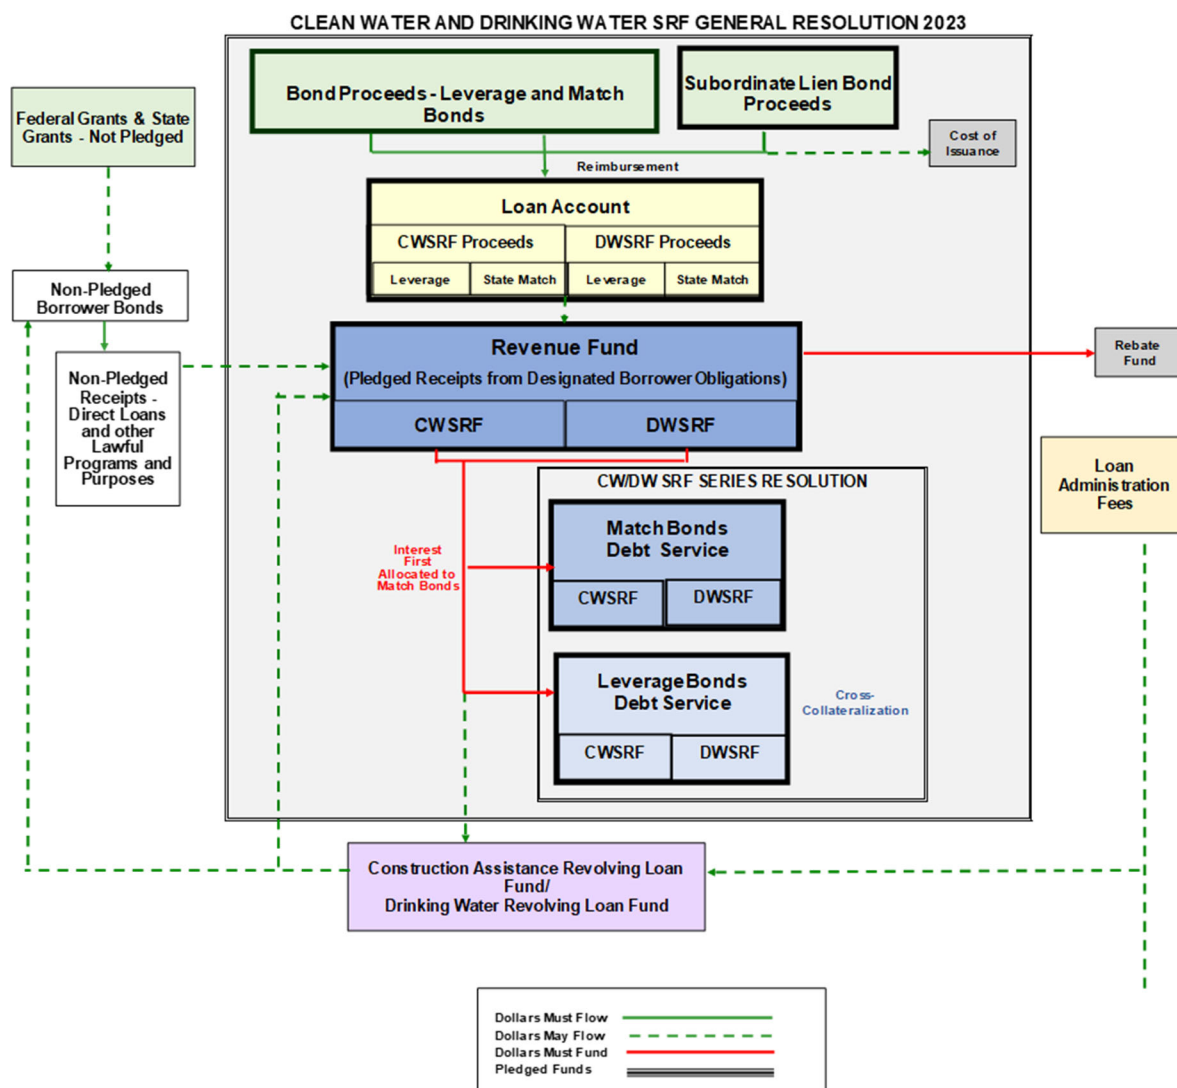 CLEAN WATER AND DRINKING WATER SRF GENERAL RESOLUTION 2023
Federal Grants & State
Grants - Not Pledged
Bond Proceeds - Leverage and Match
Bonds
Subordinate Lien Bond
Proceeds
Cost of
Issuance
Reimbursement
Loan Account
CWSRF Proceeds
DWSRF Proceeds
Leverage
State Match
Leverage
State Match
Non-Pledged
Borrower Bonds
Non-Pledged
Receipts -
Direct Loans
and other
Lawful
Programs and
Purposes
Revenue Fund
(Pledged Receipts from Designated Borrower Obligations)
CWSRF
DWSRF
Rebate
Fund
Loan
Administration
Fees
CW/DW SRF SERIES RESOLUTION
Match Bonds
Debt Service
CWSRF
DWSRF
Interest
First
Allocated to
Match Bonds
Leverage Bonds
Debt Service
CWSRF
DWSRF
Cross-
Collateralization
Construction Assistance Revolving Loan
Fund/
Drinking Water Revolving Loan Fund
Dollars Must Flow
Dollars May Flow
Dollars Must Fund
Pledged Funds